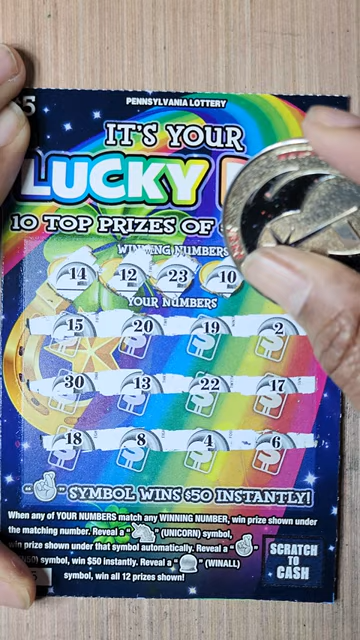 5
PENNSYLVANIA LOTTERY
IT'S YOUR
LUCKY
10 TOP PRIZES OF
WINNING NUMBERS
14 12 23 10
YOUR NUMBERS
15 20 19 2
30 13 22 17
18 8 4 6
" " SYMBOL WINS $50 INSTANTLY!
When any of YOUR NUMBERS match any WINNING NUMBER, win prize shown under
the matching number. Reveal a " " (UNICORN) symbol,
win prize shown under that symbol automatically. Reveal a " "
symbol, win $50 instantly. Reveal a " " (WINALL)
symbol, win all 12 prizes shown!
SCRATCH
TO
CASH